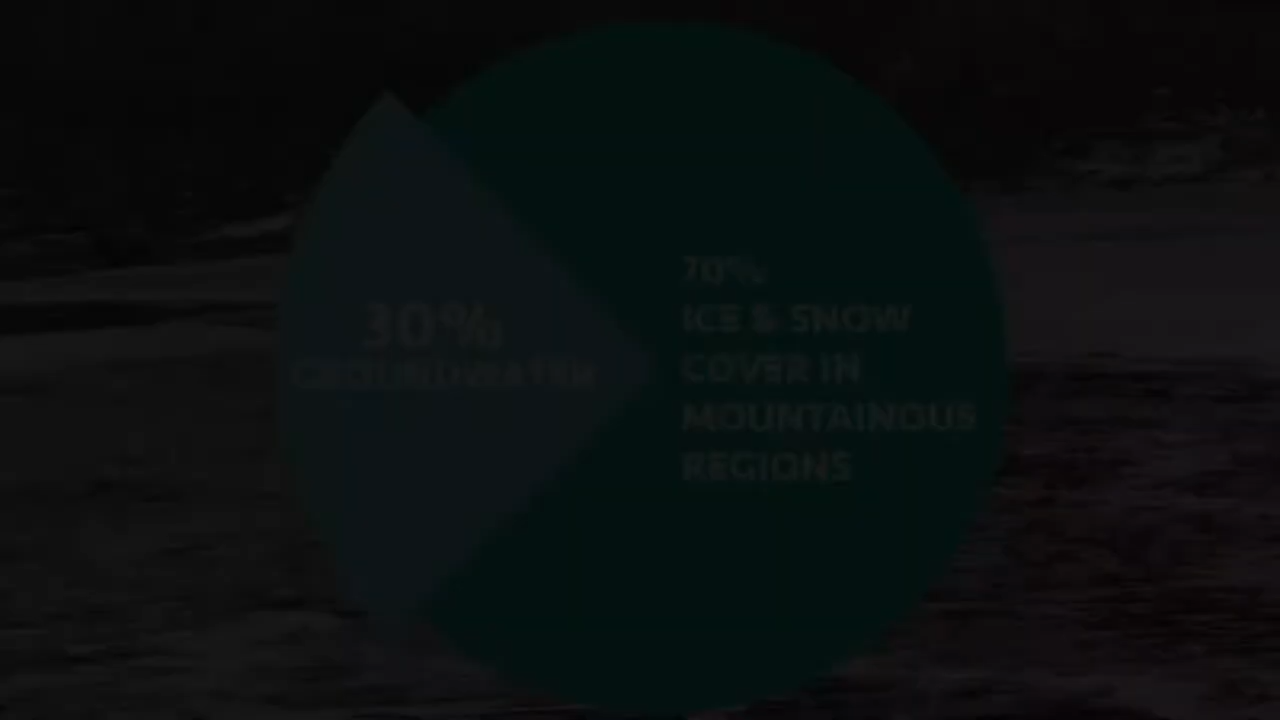 30%
GROUNDWATER
70%
ICE & SNOW
COVER IN
MOUNTAINOUS
REGIONS